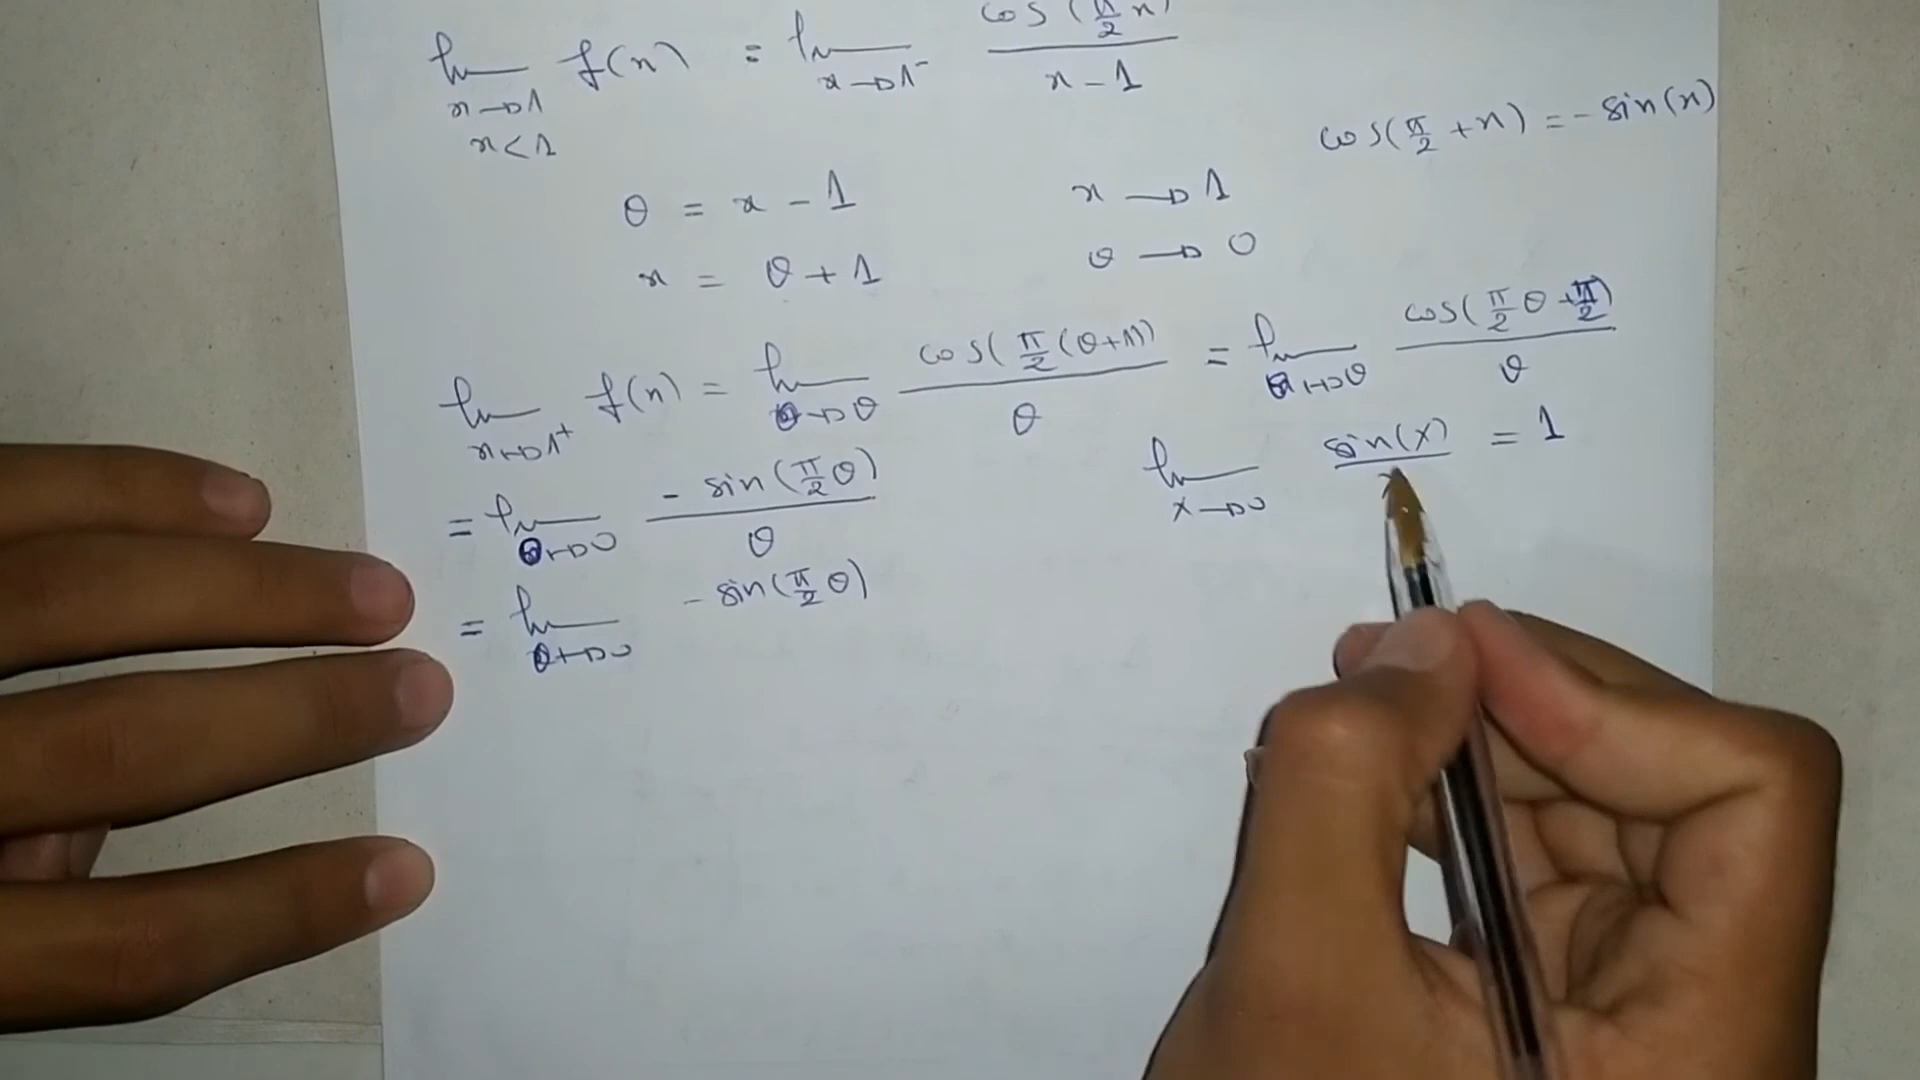 lim f(x) = lim cos(π/2 x) / x - 1
x→1 x→1⁻
x<1
cos(π/2 + x) = - sin(x)
θ = x - 1 x → 1
x = θ + 1 θ → 0
lim f(x) = lim cos(π/2 (θ+1)) / θ = lim cos(π/2 θ + π/2) / θ
x→1⁺ θ→0 θ→0
= lim - sin(π/2 θ) / θ
θ→0
lim sin(X) / X = 1
X→0
= lim - sin(π/2 θ)
θ→0